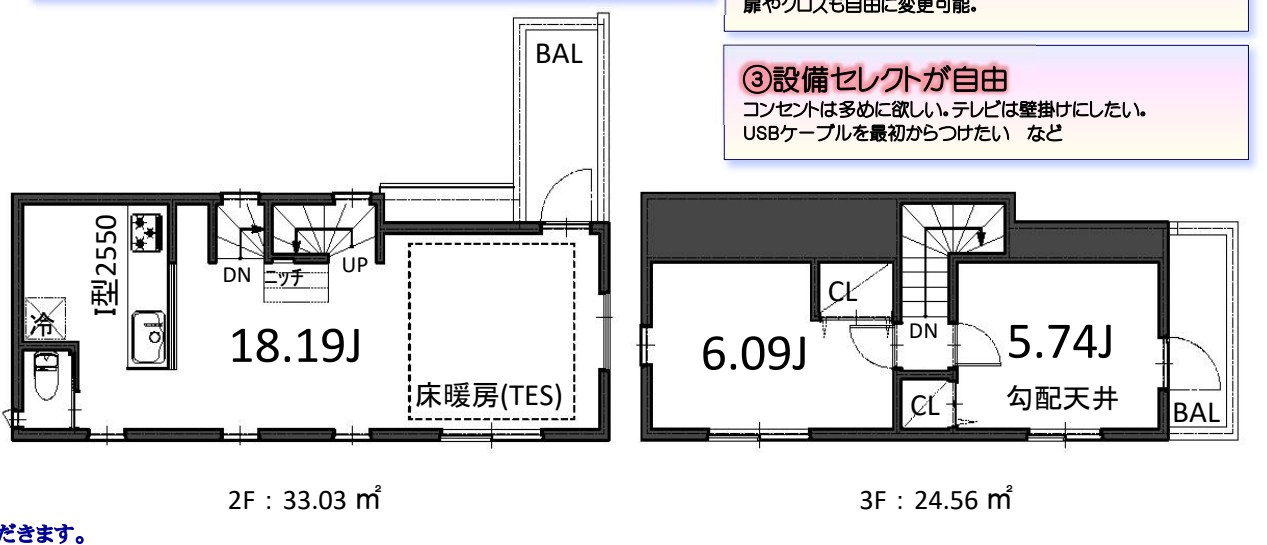 扉やクロスも自由に変更可能。
③設備セレクトが自由
コンセントは多めに欲しい。テレビは壁掛けにしたい。
USBケーブルを最初からつけたい など
BAL
I型2550
冷
DN
ニッチ
UP
18.19J
床暖房(TES)
2F：33.03 ㎡
CL
6.09J
DN
5.74J
勾配天井
CL
BAL
3F：24.56 ㎡
だきます。